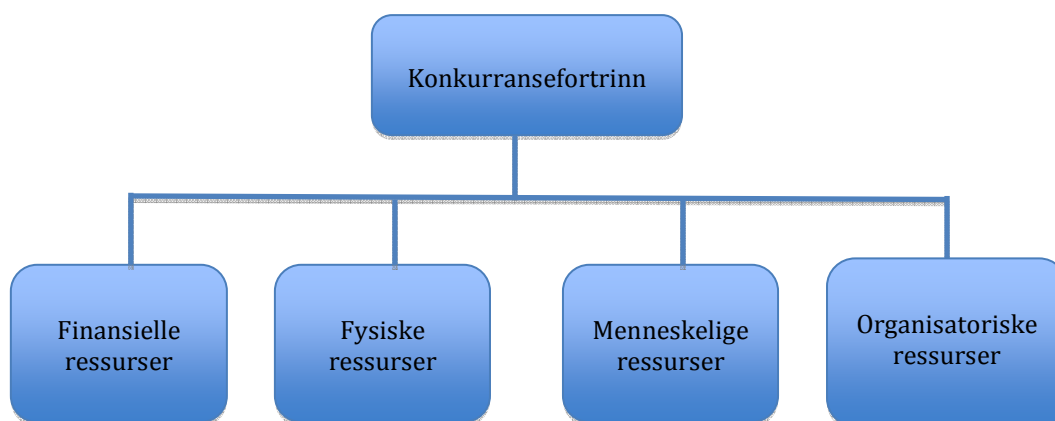 Konkurransefortrinn
Finansielle
ressurser
Fysiske
ressurser
Menneskelige
ressurser
Organisatoriske
ressurser